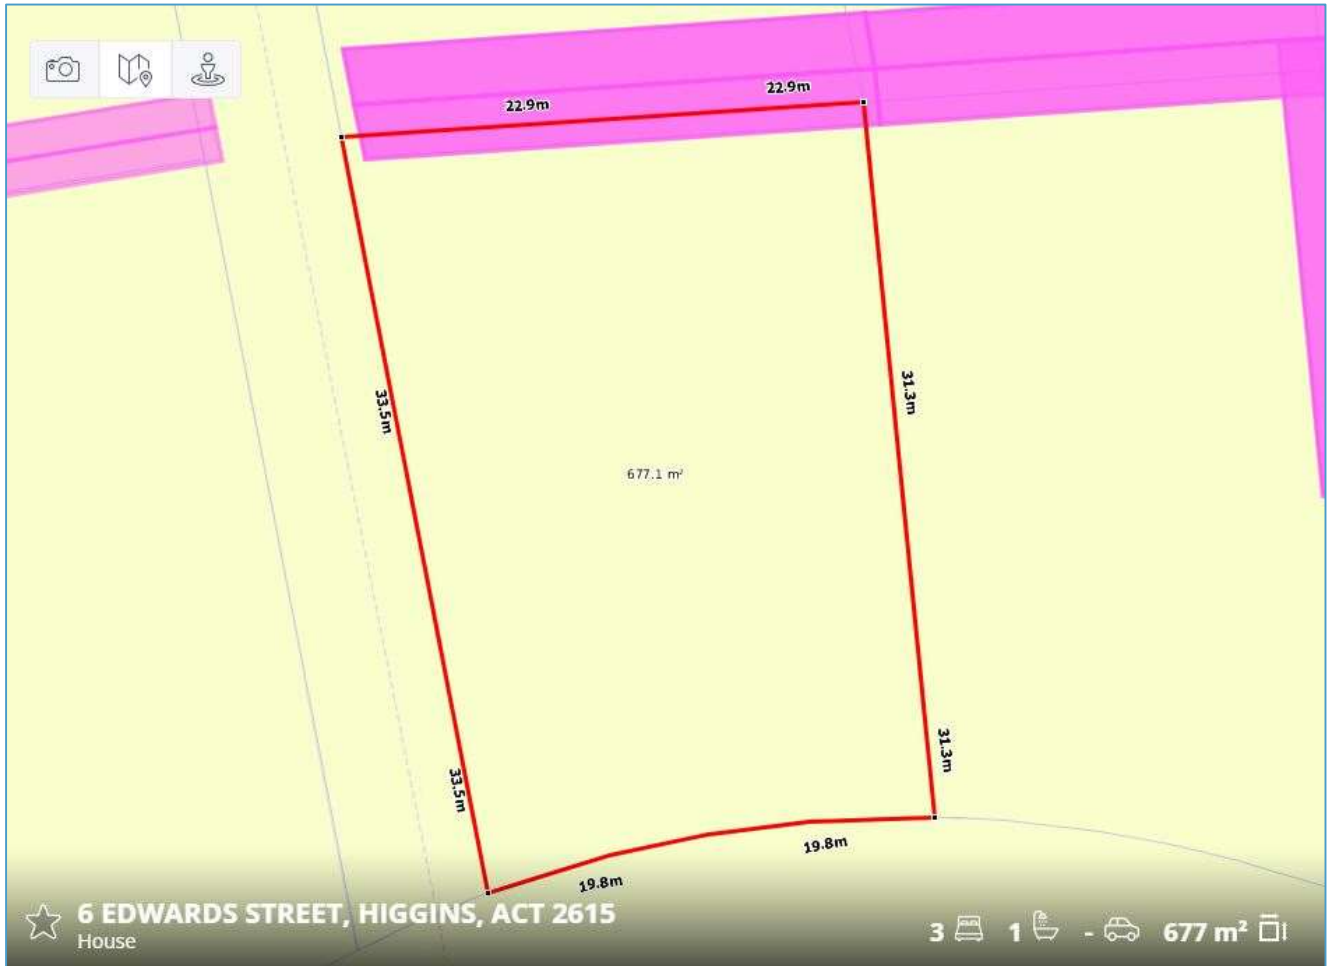 22.9m
22.9m
33.5m
31.3m
677.1 m²
31.3m
33.5m
19.8m
19.8m
6 EDWARDS STREET, HIGGINS, ACT 2615
House
3 1 - 677 m²